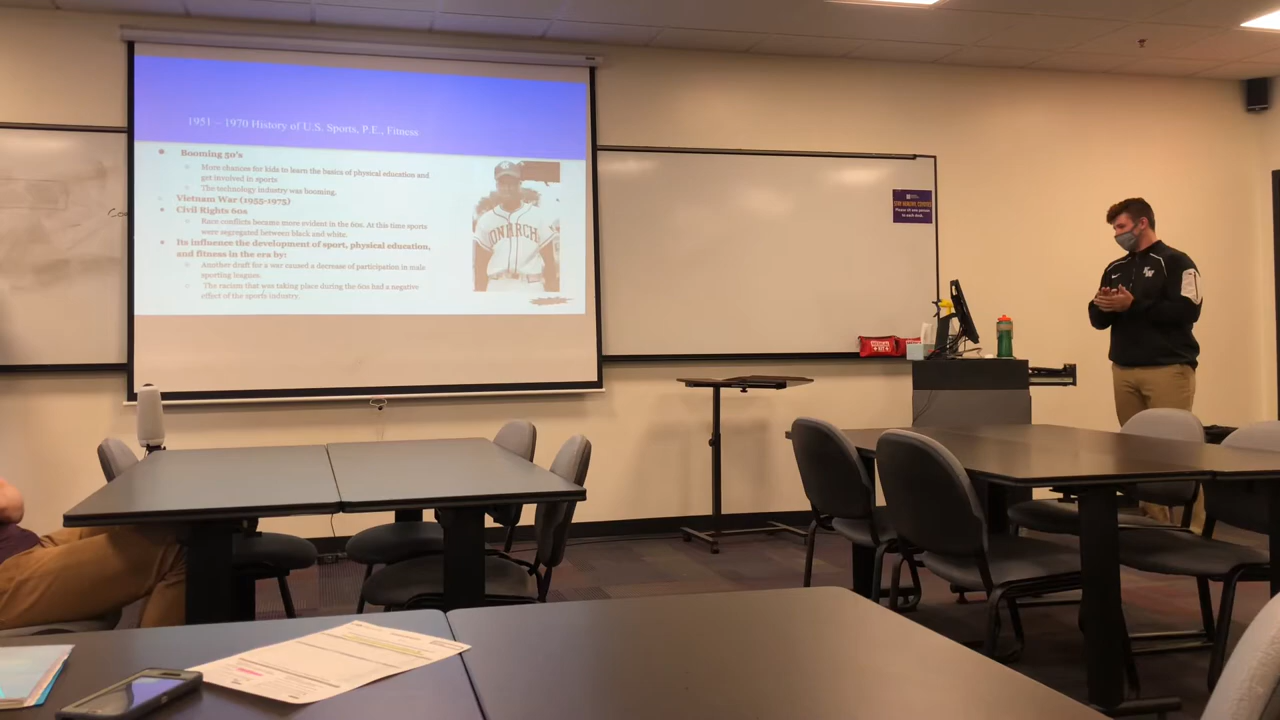 1951 – 1970 History of U.S. Sports, P.E., Fitness
Booming 50's
More chances for kids to learn the basics of physical education and
get involved in sports
The technology industry was booming.
Vietnam War (1955-1975)
Civil Rights 60s
Race conflicts became more evident in the 60s. At this time sports
were segregated between black and white.
Its influence the development of sport, physical education,
and fitness in the era by:
Another draft for a war caused a decrease of participation in male
sporting leagues.
The racism that was taking place during the 60s had a negative
effect of the sports industry.
ONARCH
KIT